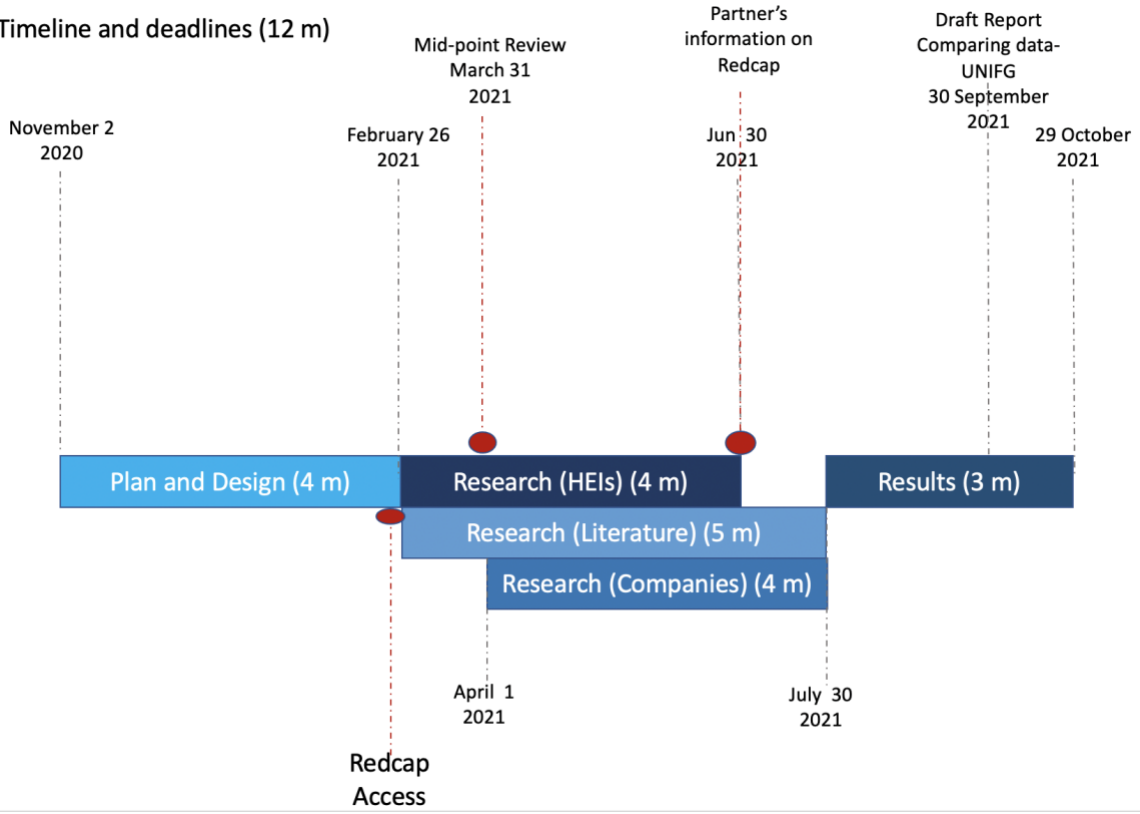 Timeline and deadlines (12 m)
Partner’s
information on
Redcap
Draft Report
Comparing data-
UNIFG
30 September
2021
Mid-point Review
March 31
2021
November 2
2020
February 26
2021
Jun 30
2021
29 October
2021
Plan and Design (4 m)
Research (HEIs) (4 m)
Results (3 m)
Research (Literature) (5 m)
Research (Companies) (4 m)
April 1
2021
July 30
2021
Redcap
Access